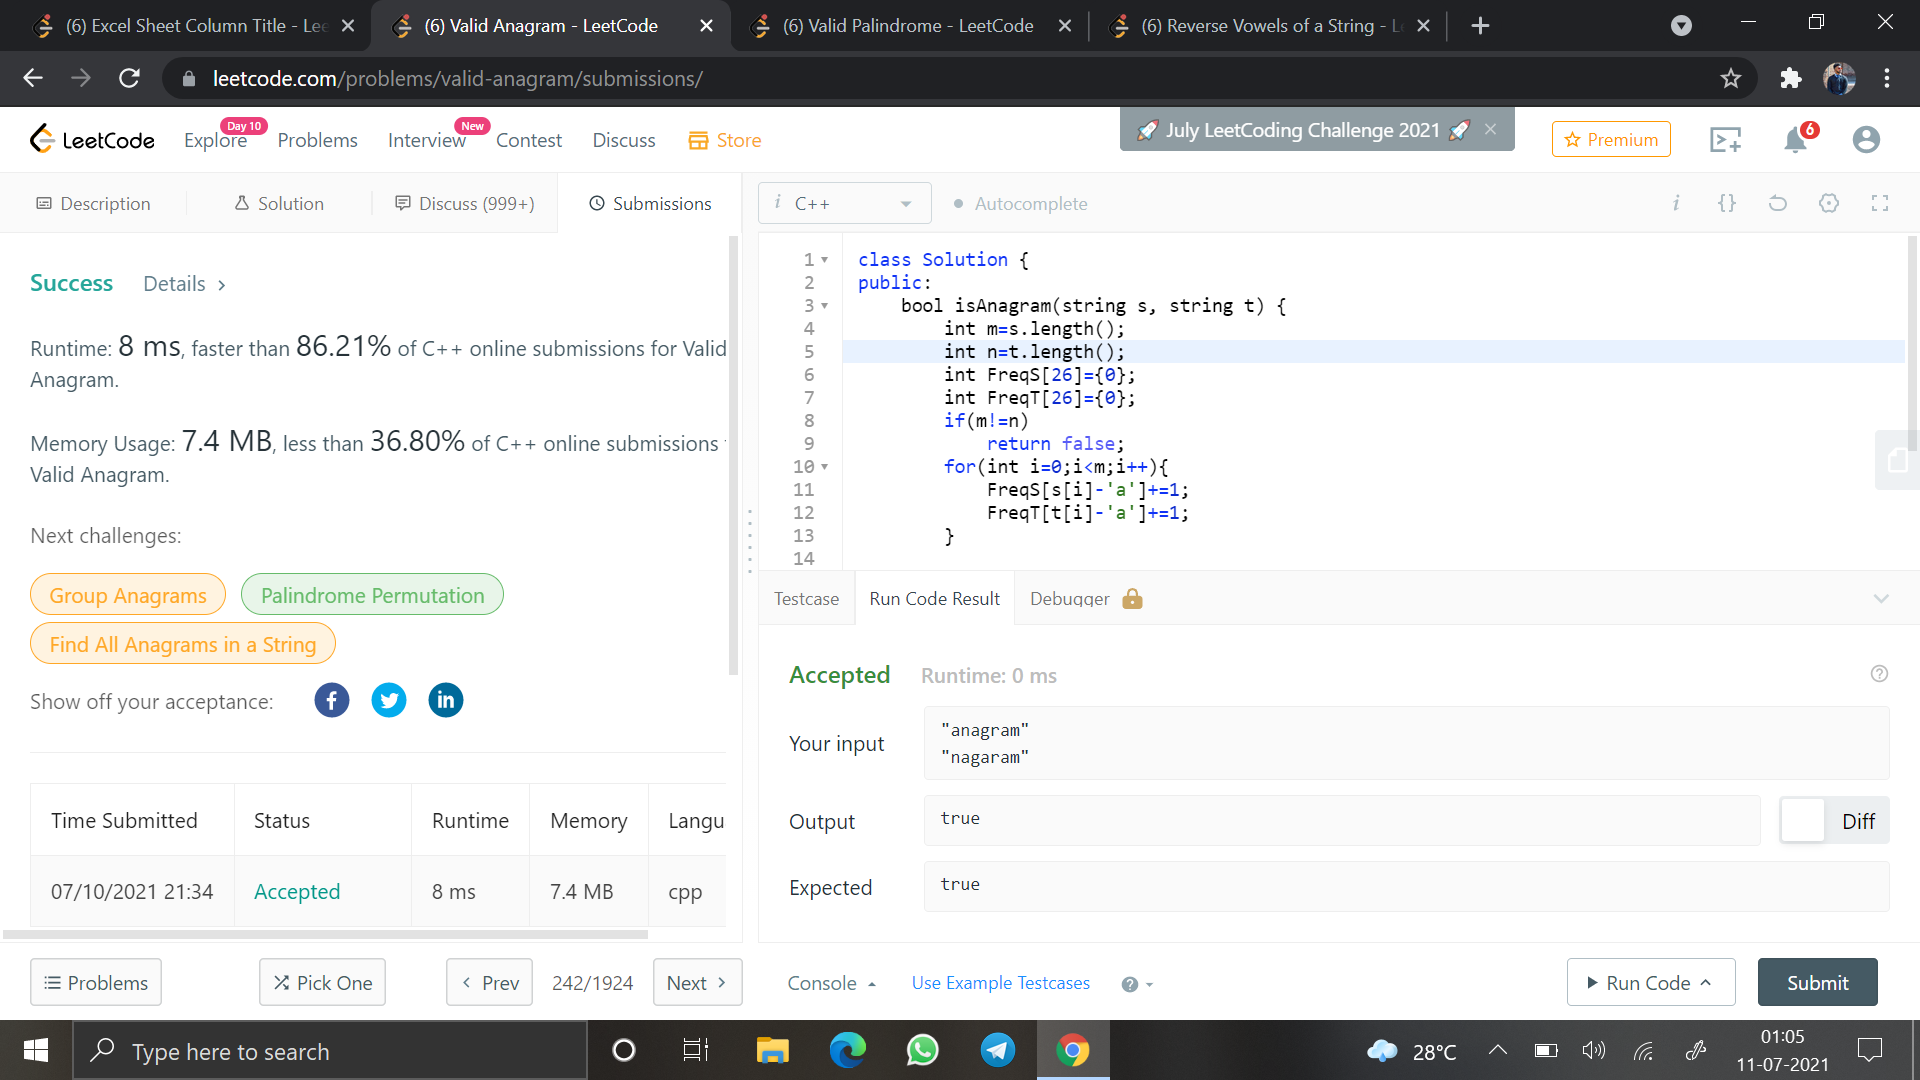 (6) Excel Sheet Column Title - Lee
(6) Valid Anagram - LeetCode
(6) Valid Palindrome - LeetCode
(6) Reverse Vowels of a String - L
leetcode.com/problems/valid-anagram/submissions/
LeetCode
Explore
Day 10
Problems
Interview
New
Contest
Discuss
Store
July LeetCoding Challenge 2021
Premium
6
Description
Solution
Discuss (999+)
Submissions
i C++
Autocomplete
i {}
Success
Details >
Runtime: 8 ms, faster than 86.21% of C++ online submissions for Valid
Anagram.
Memory Usage: 7.4 MB, less than 36.80% of C++ online submissions
Valid Anagram.
Next challenges:
Group Anagrams
Palindrome Permutation
Find All Anagrams in a String
Show off your acceptance:
Time Submitted Status Runtime Memory Langu
07/10/2021 21:34 Accepted 8 ms 7.4 MB cpp
1 class Solution {
2 public:
3 bool isAnagram(string s, string t) {
4 int m=s.length();
5 int n=t.length();
6 int FreqS[26]={0};
7 int FreqT[26]={0};
8 if(m!=n)
9 return false;
10 for(int i=0;i<m;i++){
11 FreqS[s[i]-'a']+=1;
12 FreqT[t[i]-'a']+=1;
13 }
14
Testcase
Run Code Result
Debugger
Accepted
Runtime: 0 ms
Your input
"anagram"
"nagaram"
Output
true
Diff
Expected
true
Problems
Pick One
< Prev
242/1924
Next >
Console
Use Example Testcases
Run Code
Submit
Type here to search
28°C
01:05
11-07-2021